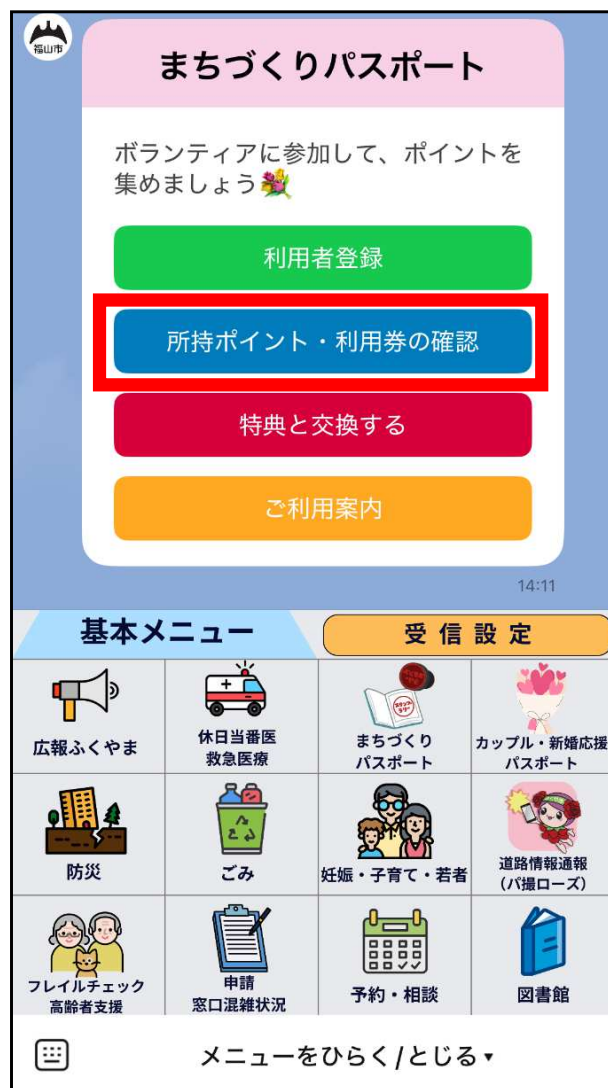 福山市
まちづくりパスポート
ボランティアに参加して、ポイントを
集めましょう💐
利用者登録
所持ポイント・利用券の確認
特典と交換する
ご利用案内
14:11
基本メニュー
受信設定
広報ふくやま
休日当番医
救急医療
まちづくり
パスポート
カップル・新婚応援
パスポート
防災
ごみ
妊娠・子育て・若者
道路情報通報
(パ撮ローズ)
フレイルチェック
高齢者支援
申請
窓口混雑状況
予約・相談
図書館
メニューをひらく/とじる▾